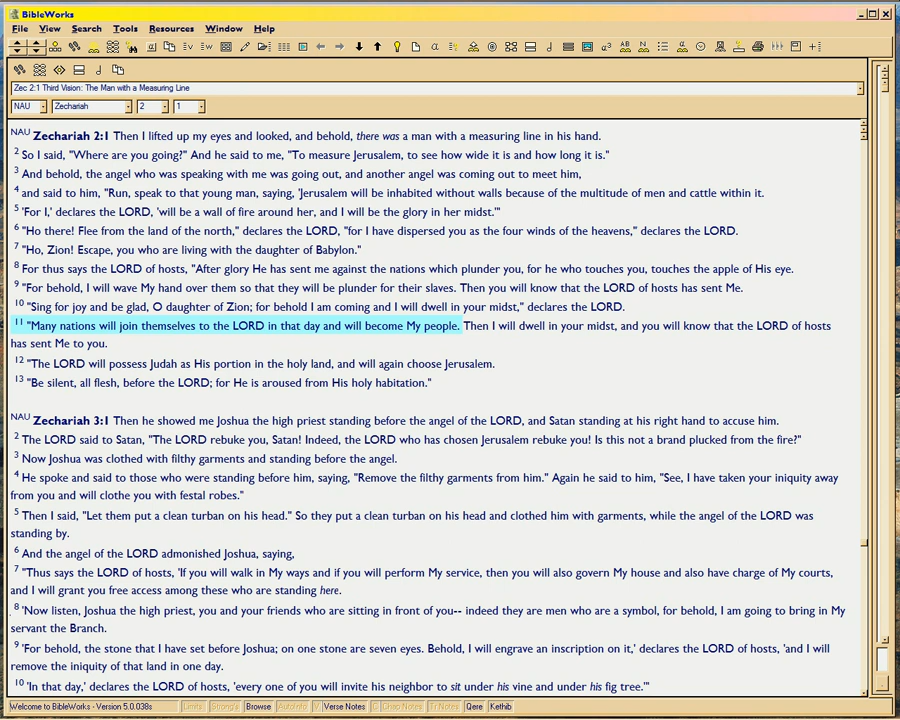 BibleWorks
File View Search Tools Resources Window Help
Zec 2:1 Third Vision: The Man with a Measuring Line
NAU Zechariah 2 1
NAU Zechariah 2:1 Then I lifted up my eyes and looked, and behold, there was a man with a measuring line in his hand.
2 So I said, "Where are you going?" And he said to me, "To measure Jerusalem, to see how wide it is and how long it is."
3 And behold, the angel who was speaking with me was going out, and another angel was coming out to meet him,
4 and said to him, "Run, speak to that young man, saying, 'Jerusalem will be inhabited without walls because of the multitude of men and cattle within it.
5 'For I,' declares the LORD, 'will be a wall of fire around her, and I will be the glory in her midst.'"
6 "Ho there! Flee from the land of the north," declares the LORD, "for I have dispersed you as the four winds of the heavens," declares the LORD.
7 "Ho, Zion! Escape, you who are living with the daughter of Babylon."
8 For thus says the LORD of hosts, "After glory He has sent me against the nations which plunder you, for he who touches you, touches the apple of His eye.
9 "For behold, I will wave My hand over them so that they will be plunder for their slaves. Then you will know that the LORD of hosts has sent Me.
10 "Sing for joy and be glad, O daughter of Zion; for behold I am coming and I will dwell in your midst," declares the LORD.
11 "Many nations will join themselves to the LORD in that day and will become My people. Then I will dwell in your midst, and you will know that the LORD of hosts
has sent Me to you.
12 "The LORD will possess Judah as His portion in the holy land, and will again choose Jerusalem.
13 "Be silent, all flesh, before the LORD; for He is aroused from His holy habitation."
NAU Zechariah 3:1 Then he showed me Joshua the high priest standing before the angel of the LORD, and Satan standing at his right hand to accuse him.
2 The LORD said to Satan, "The LORD rebuke you, Satan! Indeed, the LORD who has chosen Jerusalem rebuke you! Is this not a brand plucked from the fire?"
3 Now Joshua was clothed with filthy garments and standing before the angel.
4 He spoke and said to those who were standing before him, saying, "Remove the filthy garments from him." Again he said to him, "See, I have taken your iniquity away
from you and will clothe you with festal robes."
5 Then I said, "Let them put a clean turban on his head." So they put a clean turban on his head and clothed him with garments, while the angel of the LORD was
standing by.
6 And the angel of the LORD admonished Joshua, saying,
7 "Thus says the LORD of hosts, 'If you will walk in My ways and if you will perform My service, then you will also govern My house and also have charge of My courts,
and I will grant you free access among these who are standing here.
8 'Now listen, Joshua the high priest, you and your friends who are sitting in front of you-- indeed they are men who are a symbol, for behold, I am going to bring in My
servant the Branch.
9 'For behold, the stone that I have set before Joshua; on one stone are seven eyes. Behold, I will engrave an inscription on it,' declares the LORD of hosts, 'and I will
remove the iniquity of that land in one day.
10 'In that day,' declares the LORD of hosts, 'every one of you will invite his neighbor to sit under his vine and under his fig tree.'"
Welcome to BibleWorks - Version 5.0.038s Limits Strong's Browse AutoInfo V Verse Notes C Chap Notes Tr Notes Qere Kethib